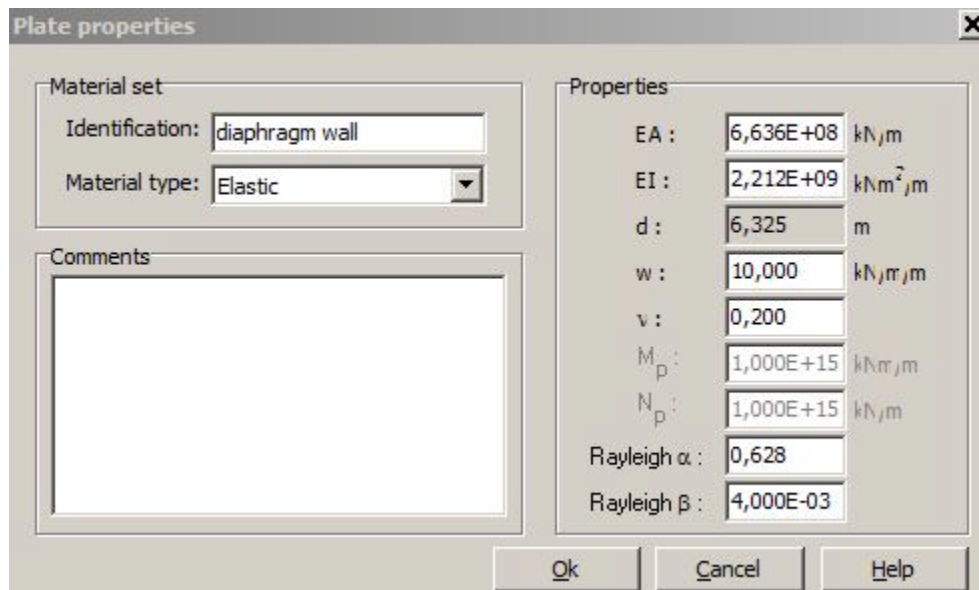 Plate properties
Material set
Identification: diaphragm wall
Material type: Elastic
Comments
Properties
EA : 6,636E+08 kN/m
EI : 2,212E+09 kNm²/m
d : 6,325 m
w : 10,000 kN/m/m
ν : 0,200
Mp : 1,000E+15 kNm/m
Np : 1,000E+15 kN/m
Rayleigh α : 0,628
Rayleigh β : 4,000E-03
Ok Cancel Help